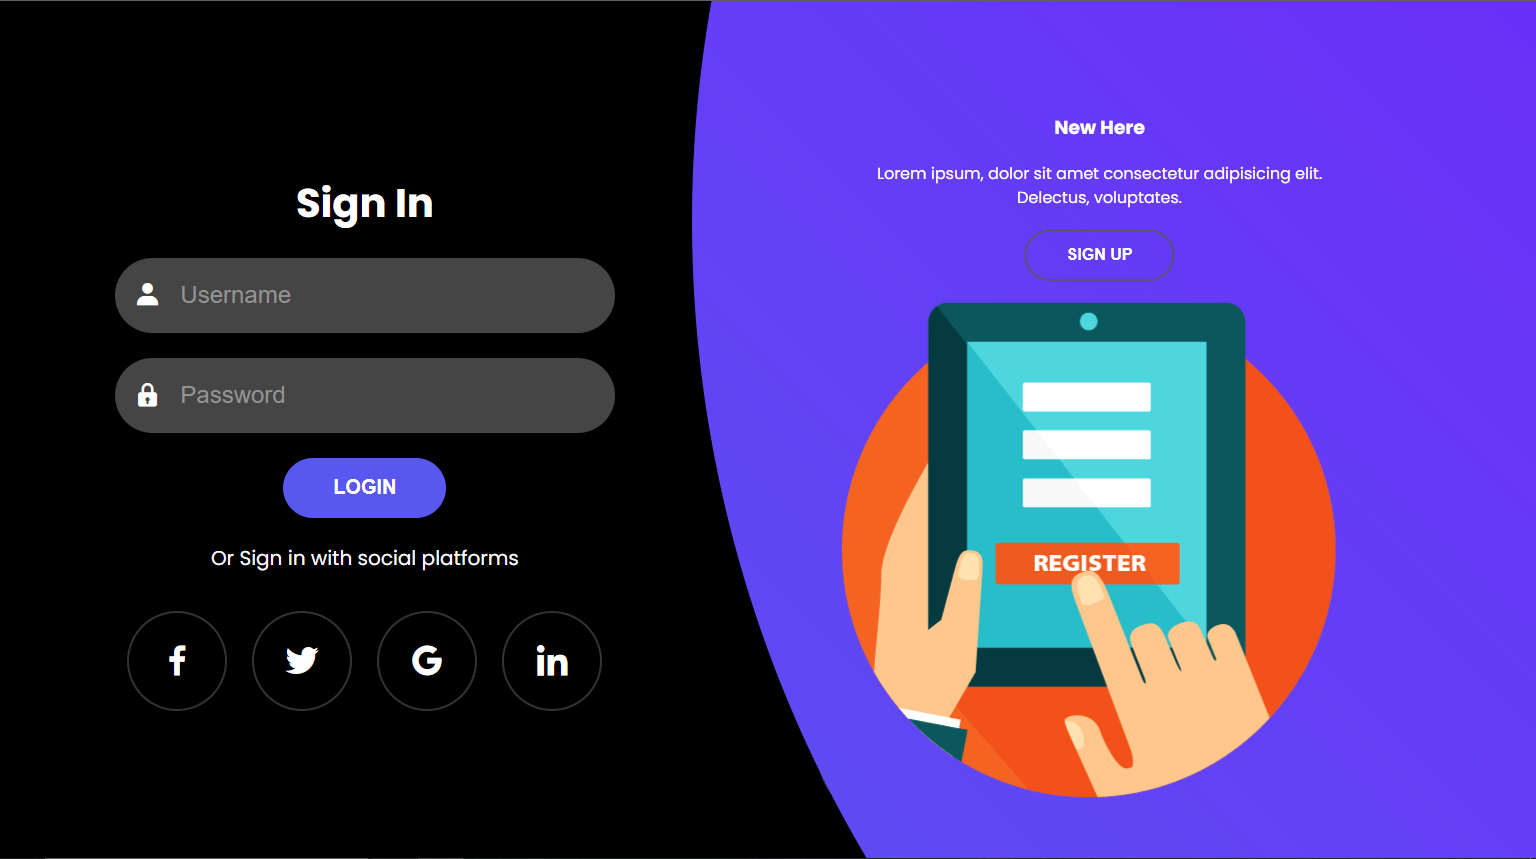 Sign In
Username
Password
LOGIN
Or Sign in with social platforms
New Here
Lorem ipsum, dolor sit amet consectetur adipisicing elit.
Delectus, voluptates.
SIGN UP
REGISTER